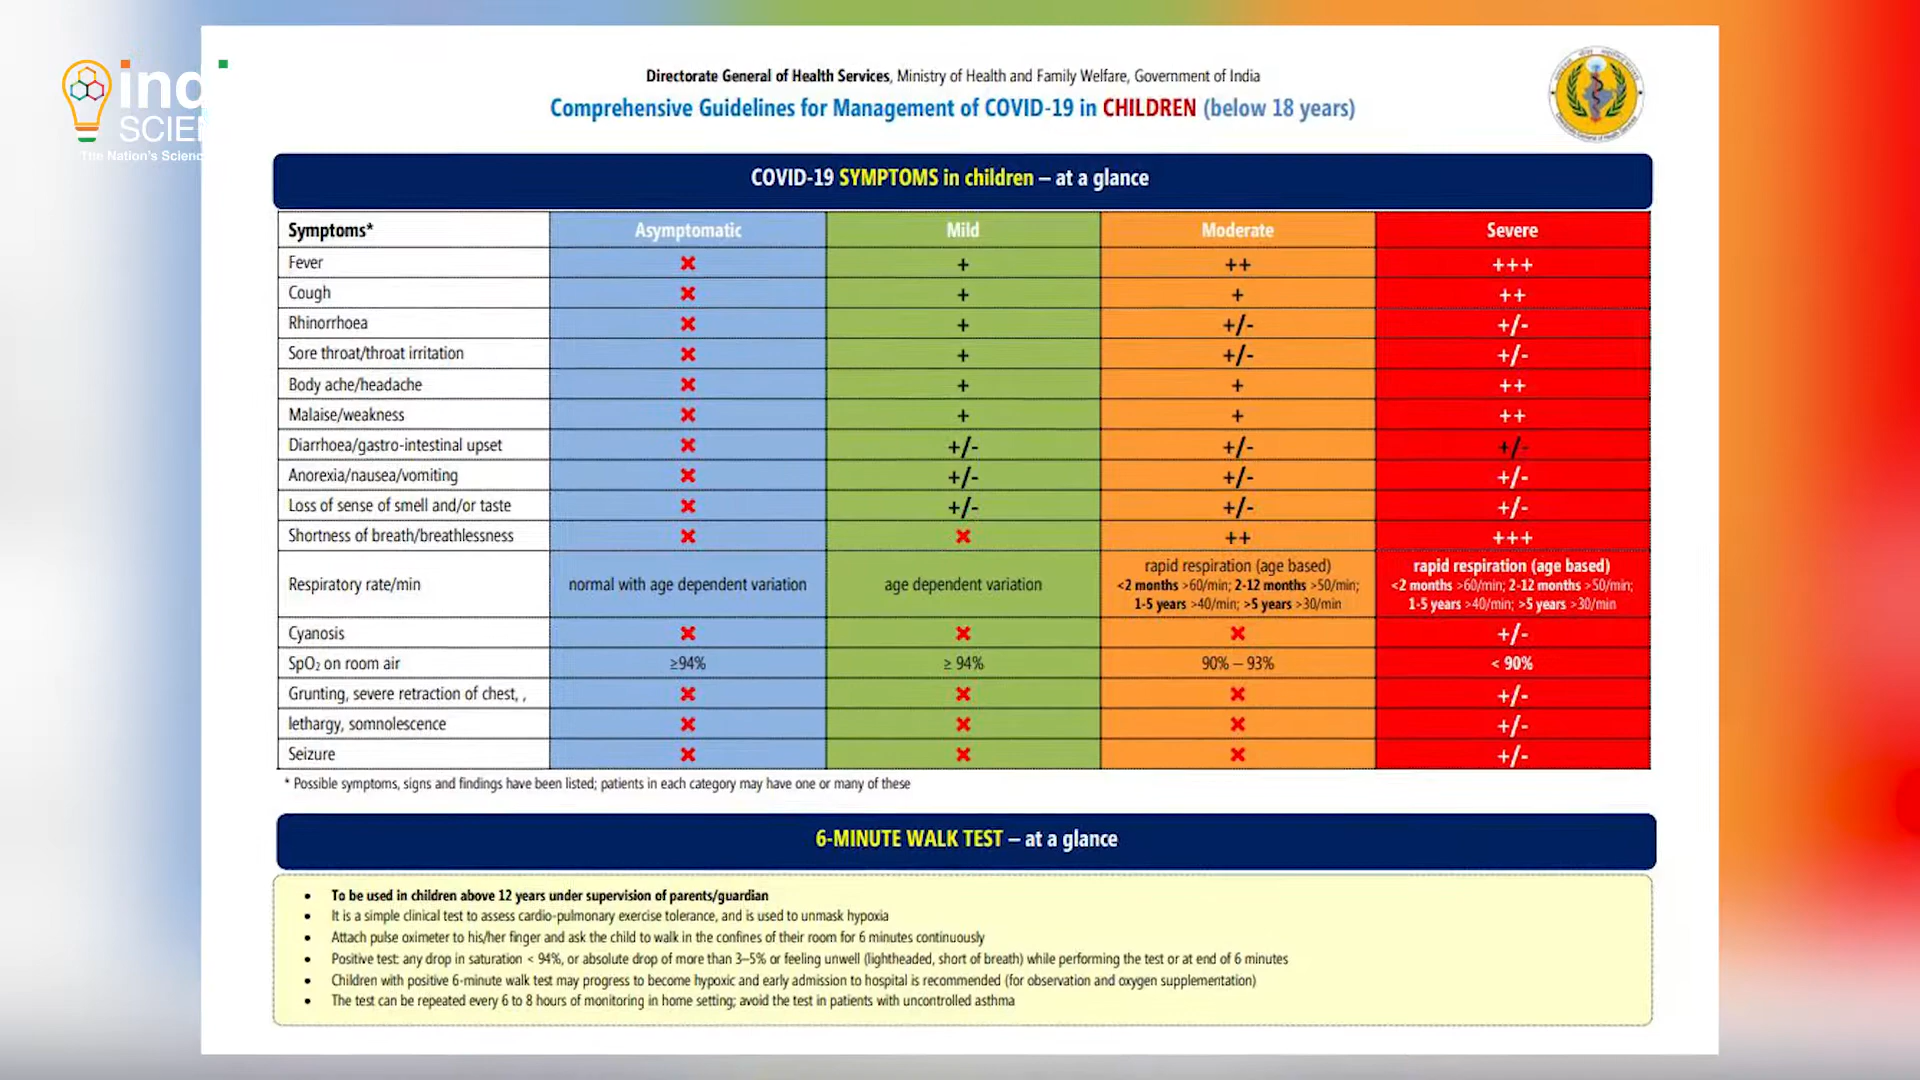 ind
SCIEN
The Nation's Scienc
Directorate General of Health Services, Ministry of Health and Family Welfare, Government of India
Comprehensive Guidelines for Management of COVID-19 in CHILDREN (below 18 years)
COVID-19 SYMPTOMS in children – at a glance
Symptoms* Asymptomatic Mild Moderate Severe
Fever ✖ + ++ +++
Cough ✖ + + ++
Rhinorrhoea ✖ + +/- +/-
Sore throat/throat irritation ✖ + +/- +/-
Body ache/headache ✖ + + ++
Malaise/weakness ✖ + + ++
Diarrhoea/gastro-intestinal upset ✖ +/- +/- +/-
Anorexia/nausea/vomiting ✖ +/- +/- +/-
Loss of sense of smell and/or taste ✖ +/- +/- +/-
Shortness of breath/breathlessness ✖ ✖ ++ +++
Respiratory rate/min normal with age dependent variation age dependent variation
rapid respiration (age based)
<2 months >60/min; 2-12 months >50/min;
1-5 years >40/min; >5 years >30/min
rapid respiration (age based)
<2 months >60/min; 2-12 months >50/min;
1-5 years >40/min; >5 years >30/min
Cyanosis ✖ ✖ ✖ +/-
SpO₂ on room air ≥94% ≥ 94% 90% – 93% < 90%
Grunting, severe retraction of chest, , ✖ ✖ ✖ +/-
lethargy, somnolescence ✖ ✖ ✖ +/-
Seizure ✖ ✖ ✖ +/-
* Possible symptoms, signs and findings have been listed; patients in each category may have one or many of these
6-MINUTE WALK TEST – at a glance
• To be used in children above 12 years under supervision of parents/guardian
• It is a simple clinical test to assess cardio-pulmonary exercise tolerance, and is used to unmask hypoxia
• Attach pulse oximeter to his/her finger and ask the child to walk in the confines of their room for 6 minutes continuously
• Positive test: any drop in saturation < 94%, or absolute drop of more than 3–5% or feeling unwell (lightheaded, short of breath) while performing the test or at end of 6 minutes
• Children with positive 6-minute walk test may progress to become hypoxic and early admission to hospital is recommended (for observation and oxygen supplementation)
• The test can be repeated every 6 to 8 hours of monitoring in home setting; avoid the test in patients with uncontrolled asthma